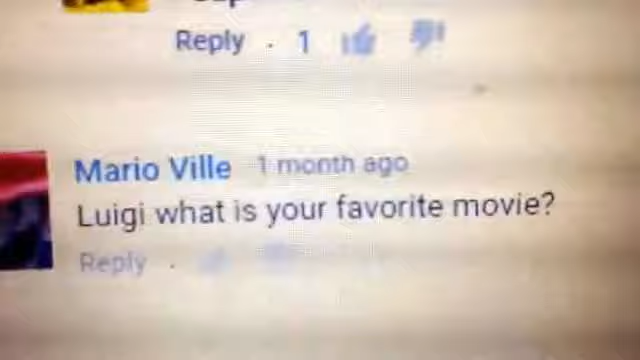 Reply · 1
Mario Ville 1 month ago
Luigi what is your favorite movie?
Reply ·